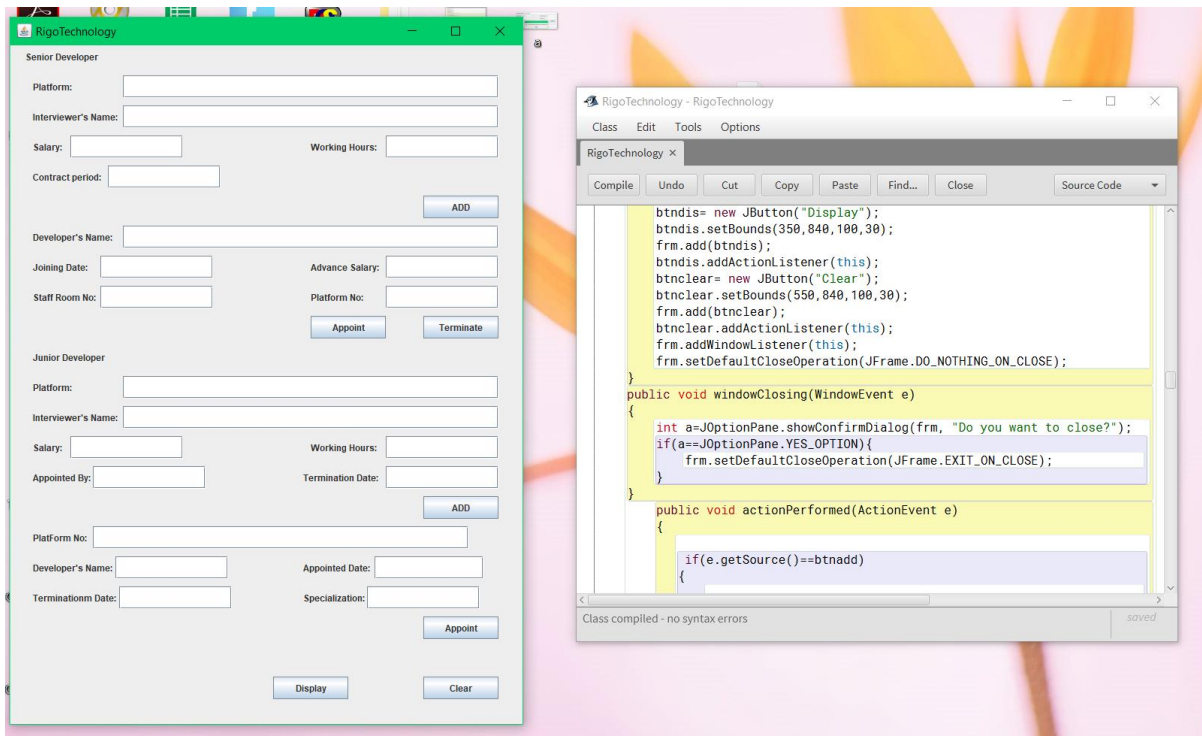 RigoTechnology
Senior Developer
Platform:
Interviewer's Name:
Salary: Working Hours:
Contract period:
ADD
Developer's Name:
Joining Date: Advance Salary:
Staff Room No: Platform No:
Appoint Terminate
Junior Developer
Platform:
Interviewer's Name:
Salary: Working Hours:
Appointed By: Termination Date:
ADD
PlatForm No:
Developer's Name: Appointed Date:
Terminationm Date: Specialization:
Appoint
Display Clear
a
RigoTechnology - RigoTechnology
Class Edit Tools Options
RigoTechnology ×
Compile Undo Cut Copy Paste Find... Close Source Code
btndis= new JButton("Display");
btndis.setBounds(350,840,100,30);
frm.add(btndis);
btndis.addActionListener(this);
btnclear= new JButton("Clear");
btnclear.setBounds(550,840,100,30);
frm.add(btnclear);
btnclear.addActionListener(this);
frm.addWindowListener(this);
frm.setDefaultCloseOperation(JFrame.DO_NOTHING_ON_CLOSE);
}
public void windowClosing(WindowEvent e)
{
int a=JOptionPane.showConfirmDialog(frm, "Do you want to close?");
if(a==JOptionPane.YES_OPTION){
frm.setDefaultCloseOperation(JFrame.EXIT_ON_CLOSE);
}
}
public void actionPerformed(ActionEvent e)
{
if(e.getSource()==btnadd)
{
Class compiled - no syntax errors
saved